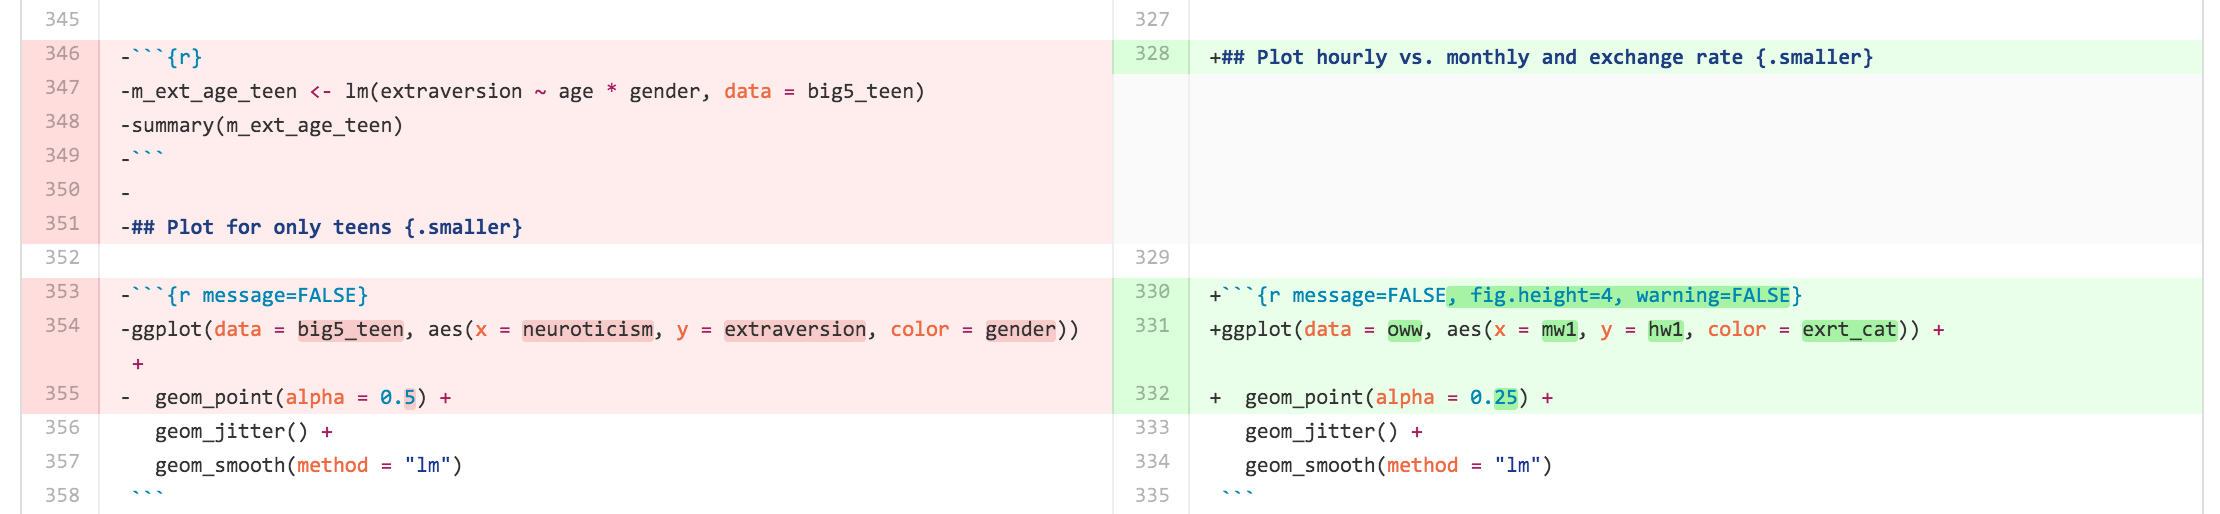 345
346 -```{r}
347 -m_ext_age_teen <- lm(extraversion ~ age * gender, data = big5_teen)
348 -summary(m_ext_age_teen)
349 -```
350 -
351 -## Plot for only teens {.smaller}
352
353 -```{r message=FALSE}
354 -ggplot(data = big5_teen, aes(x = neuroticism, y = extraversion, color = gender))
+
355 -  geom_point(alpha = 0.5) +
356   geom_jitter() +
357   geom_smooth(method = "lm")
358 ```
327
328 +## Plot hourly vs. monthly and exchange rate {.smaller}
329
330 +```{r message=FALSE, fig.height=4, warning=FALSE}
331 +ggplot(data = oww, aes(x = mw1, y = hw1, color = exrt_cat)) +
332 +  geom_point(alpha = 0.25) +
333   geom_jitter() +
334   geom_smooth(method = "lm")
335 ```